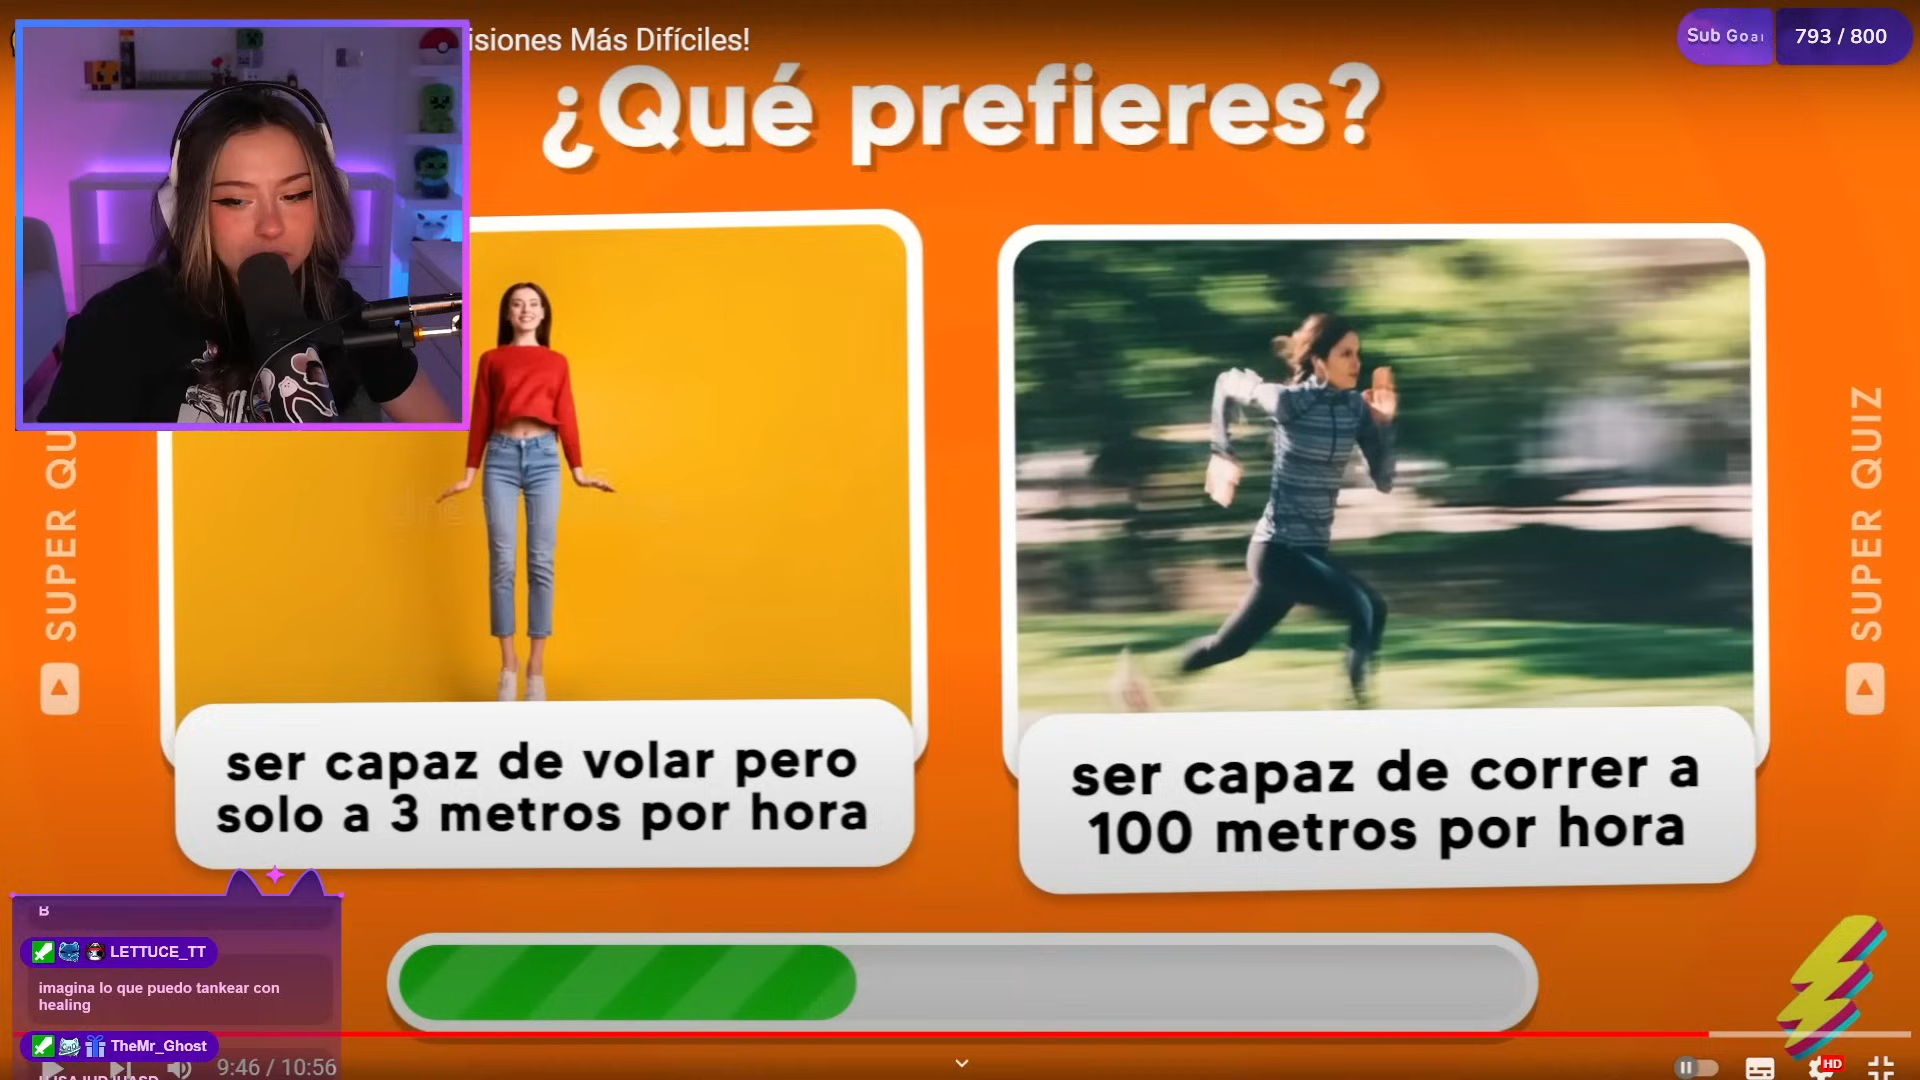 isiones Más Difíciles!
Sub Goal
793 / 800
¿Qué prefieres?
SUPER QU
SUPER QUIZ
ser capaz de volar pero
solo a 3 metros por hora
ser capaz de correr a
100 metros por hora
B
LETTUCE_TT
imagina lo que puedo tankear con
healing
TheMr_Ghost
9:46 / 10:56
HD